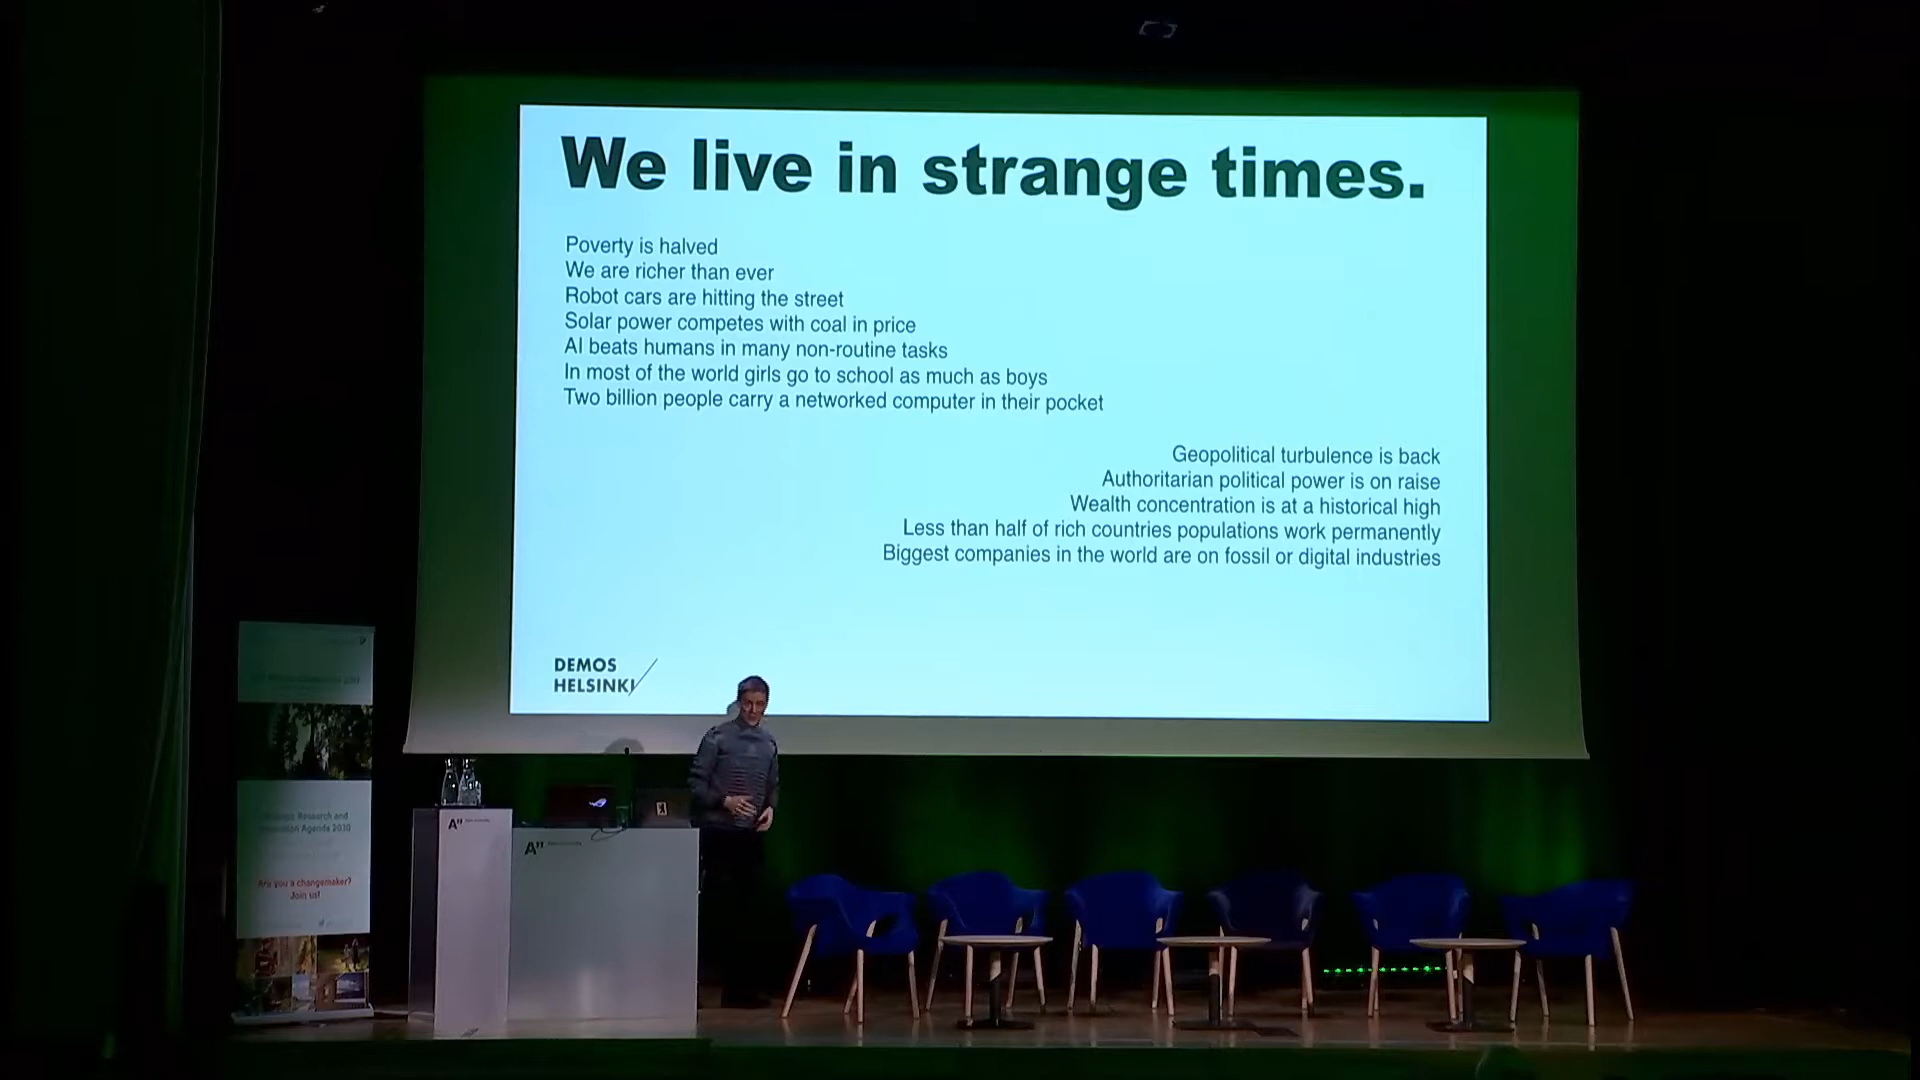 We live in strange times.
Poverty is halved
We are richer than ever
Robot cars are hitting the street
Solar power competes with coal in price
AI beats humans in many non-routine tasks
In most of the world girls go to school as much as boys
Two billion people carry a networked computer in their pocket
Geopolitical turbulence is back
Authoritarian political power is on raise
Wealth concentration is at a historical high
Less than half of rich countries populations work permanently
Biggest companies in the world are on fossil or digital industries
DEMOS
HELSINKI
Research and
Agenda 2030
Are you a changemaker?
Join us!
A"
A"